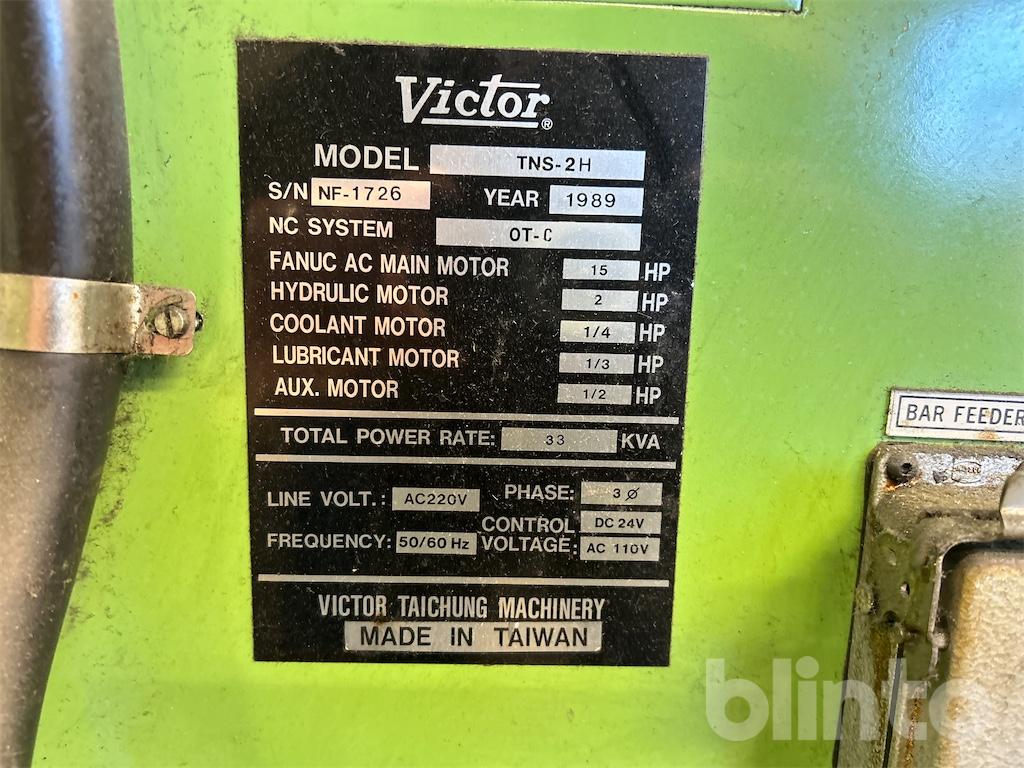 Victor®
MODEL TNS-2H
S/N NF-1726 YEAR 1989
NC SYSTEM OT-C
FANUC AC MAIN MOTOR 15 HP
HYDRULIC MOTOR 2 HP
COOLANT MOTOR 1/4 HP
LUBRICANT MOTOR 1/3 HP
AUX. MOTOR 1/2 HP
TOTAL POWER RATE: 33 KVA
LINE VOLT.: AC220V PHASE: 3Ø
FREQUENCY: 50/60 Hz CONTROL VOLTAGE: DC 24V AC 110V
VICTOR TAICHUNG MACHINERY
MADE IN TAIWAN
BAR FEEDER
blinto